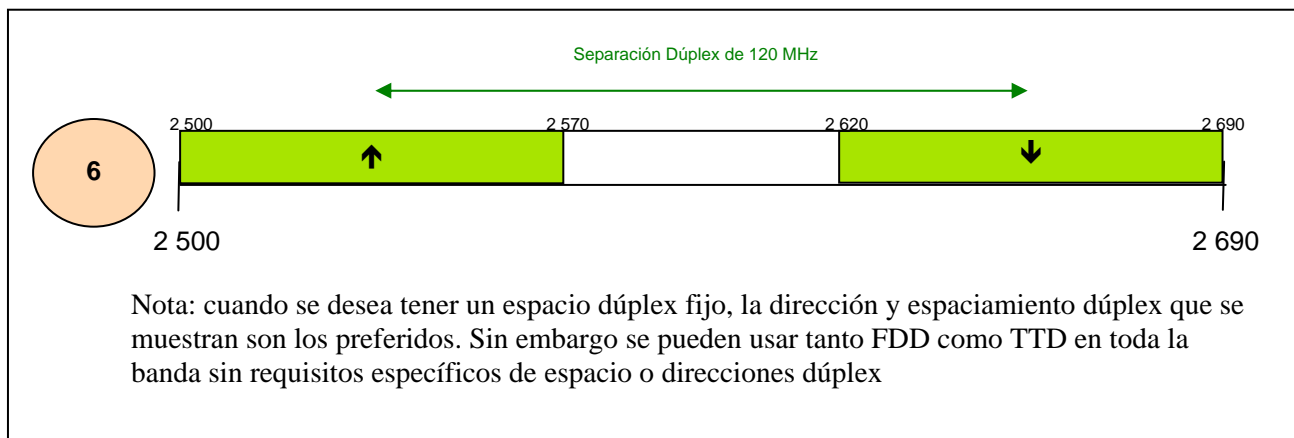 Separación Dúplex de 120 MHz
2 500 2 570 2 620 2 690
6
2 500 2 690
Nota: cuando se desea tener un espacio dúplex fijo, la dirección y espaciamiento dúplex que se
muestran son los preferidos. Sin embargo se pueden usar tanto FDD como TTD en toda la
banda sin requisitos específicos de espacio o direcciones dúplex